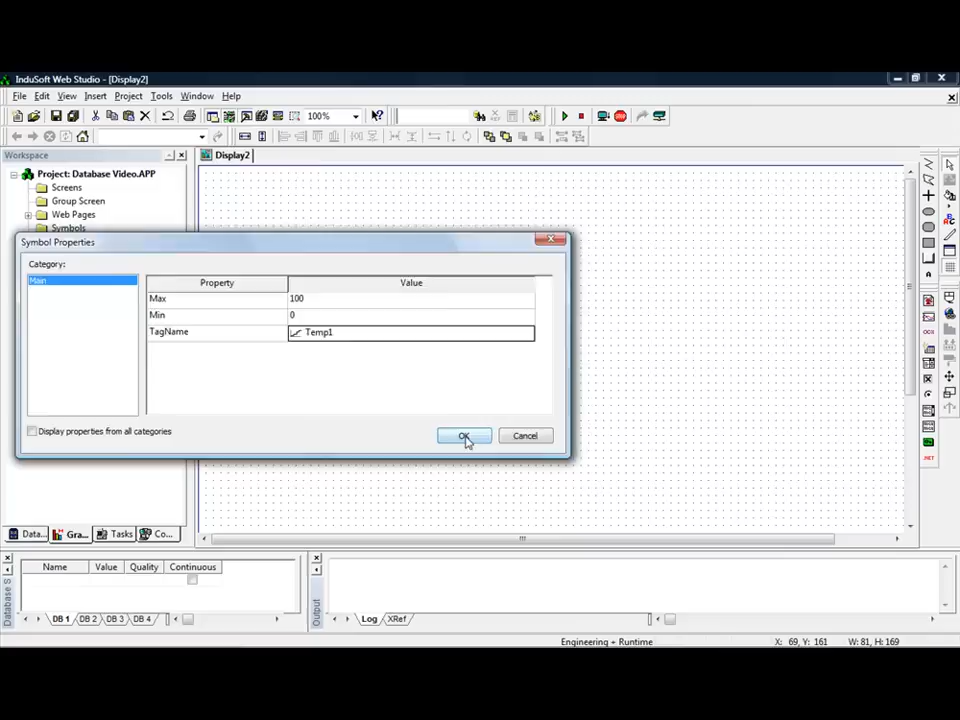 InduSoft Web Studio - [Display2]
File Edit View Insert Project Tools Window Help
100%
Workspace
Display2
Project: Database Video.APP
Screens
Group Screen
Web Pages
Symbols
Symbol Properties
Category:
Main
Property Value
Max 100
Min 0
TagName Temp1
Display properties from all categories
OK Cancel
Data... Gra... Tasks Co...
Name Value Quality Continuous
Database S
Output
DB 1 DB 2 DB 3 DB 4
Log XRef
Engineering + Runtime X: 69, Y: 161 W: 81, H: 169